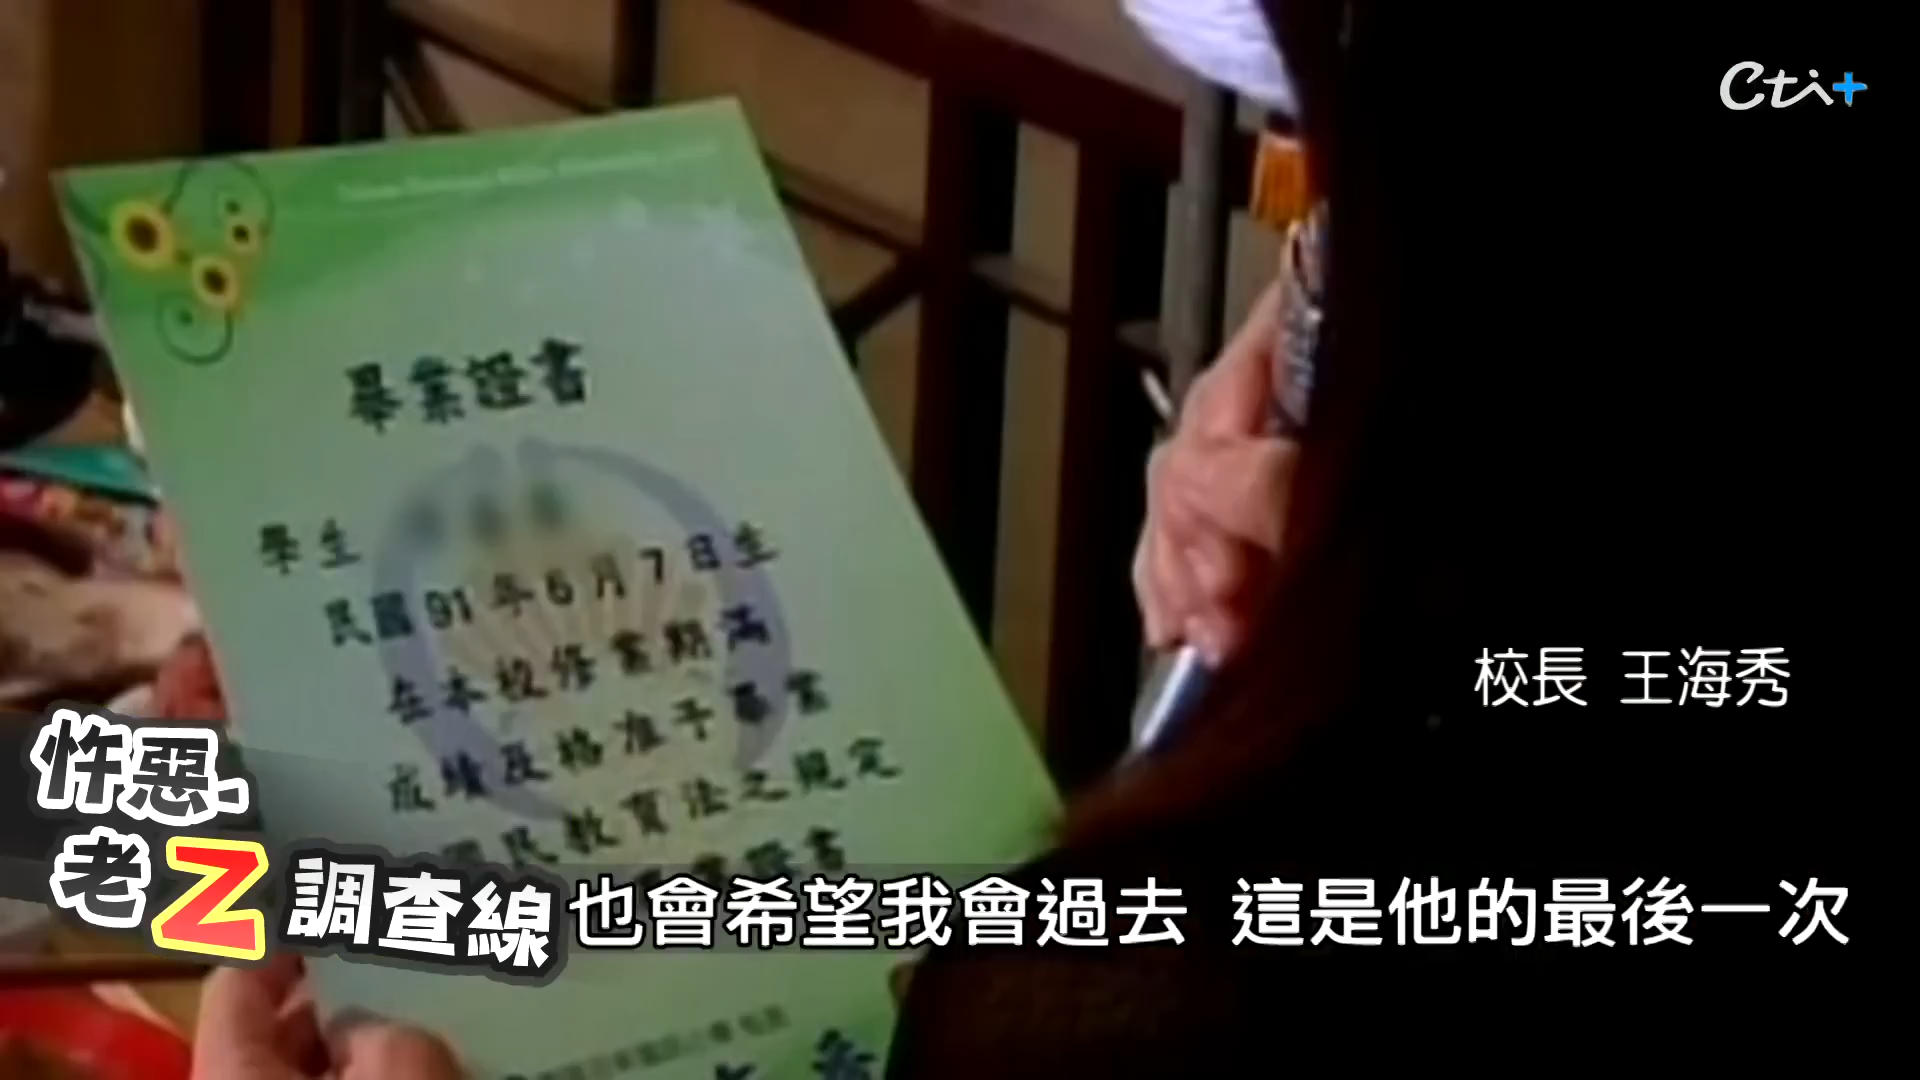 Cti+
畢業證書
學生
民國91年6月7日生
在本校修業期滿
成績及格准予畢業
國民教育法之規定
業證書
校長 王海秀
忤惡-
老Z調查線
也會希望我會過去 這是他的最後一次